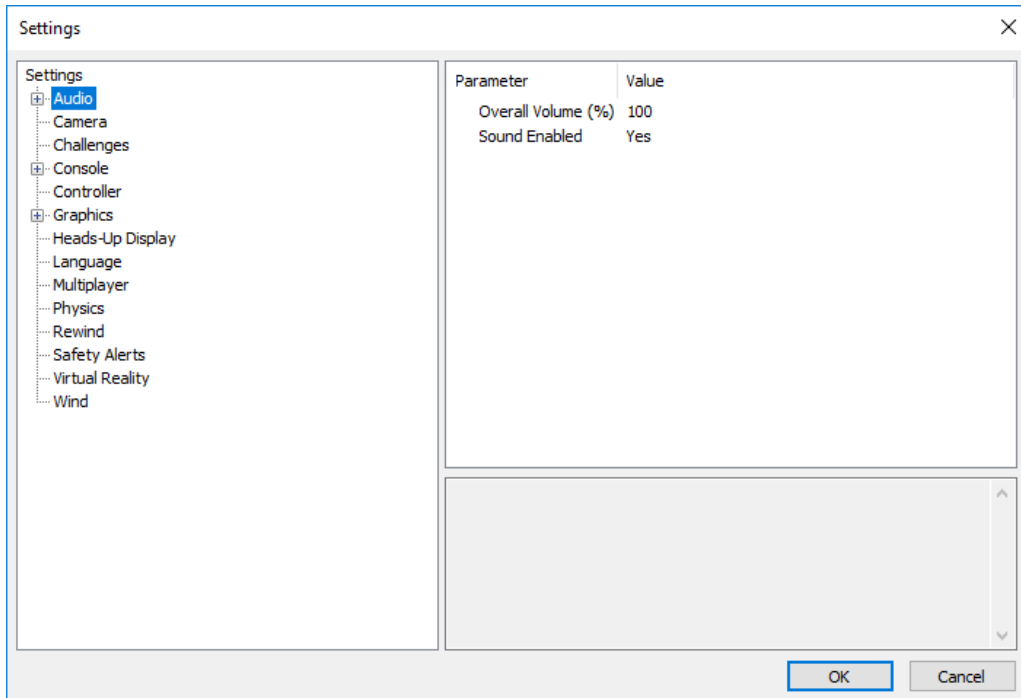 Settings
Settings
Audio
Camera
Challenges
Console
Controller
Graphics
Heads-Up Display
Language
Multiplayer
Physics
Rewind
Safety Alerts
Virtual Reality
Wind
Parameter Value
Overall Volume (%) 100
Sound Enabled Yes
OK Cancel